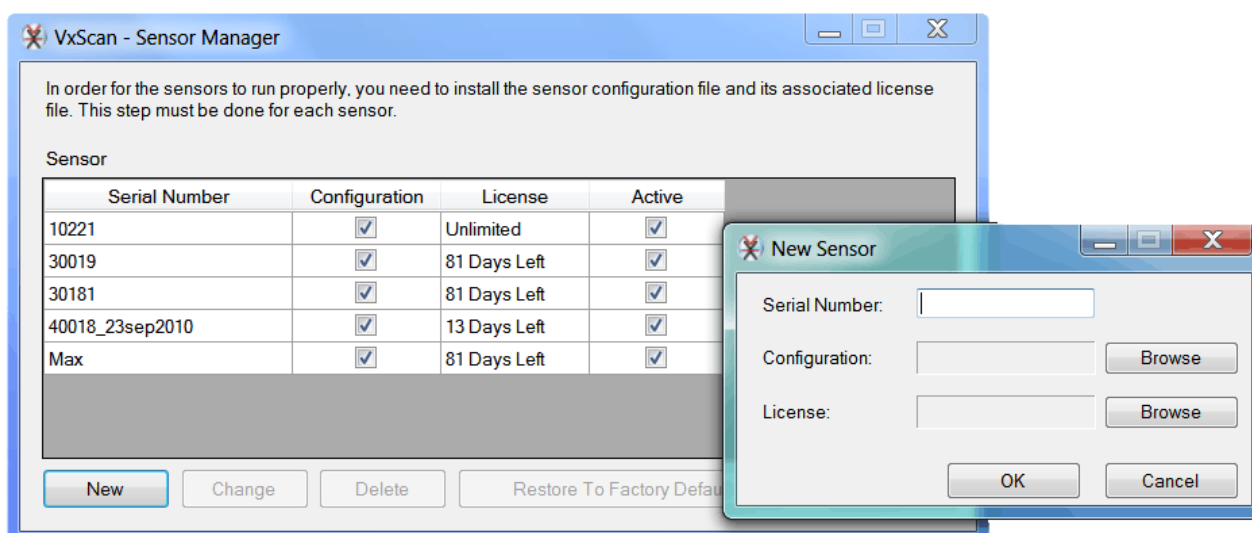 VxScan - Sensor Manager
In order for the sensors to run properly, you need to install the sensor configuration file and its associated license
file. This step must be done for each sensor.
Sensor
Serial Number Configuration License Active
10221 Unlimited
30019 81 Days Left
30181 81 Days Left
40018_23sep2010 13 Days Left
Max 81 Days Left
New Change Delete Restore To Factory Defau
New Sensor
Serial Number:
Configuration: Browse
License: Browse
OK Cancel